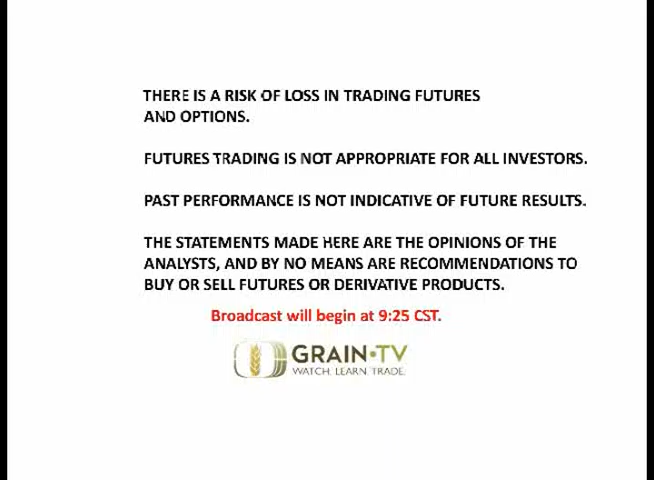 THERE IS A RISK OF LOSS IN TRADING FUTURES
AND OPTIONS.
FUTURES TRADING IS NOT APPROPRIATE FOR ALL INVESTORS.
PAST PERFORMANCE IS NOT INDICATIVE OF FUTURE RESULTS.
THE STATEMENTS MADE HERE ARE THE OPINIONS OF THE
ANALYSTS, AND BY NO MEANS ARE RECOMMENDATIONS TO
BUY OR SELL FUTURES OR DERIVATIVE PRODUCTS.
Broadcast will begin at 9:25 CST.
GRAIN•TV
WATCH. LEARN. TRADE.